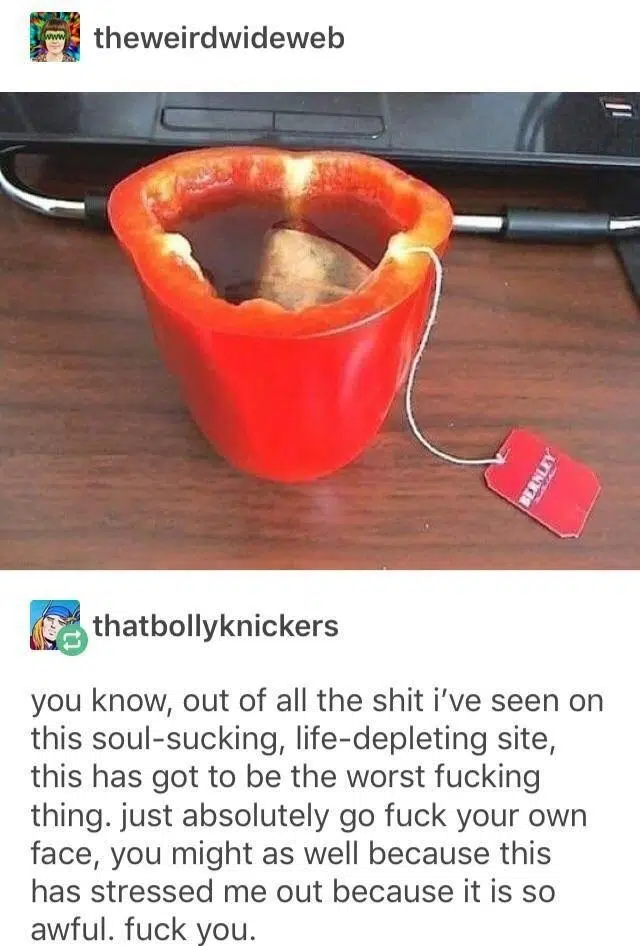 www
theweirdwideweb
BERNLEY
thatbollyknickers
you know, out of all the shit i've seen on
this soul-sucking, life-depleting site,
this has got to be the worst fucking
thing. just absolutely go fuck your own
face, you might as well because this
has stressed me out because it is so
awful. fuck you.